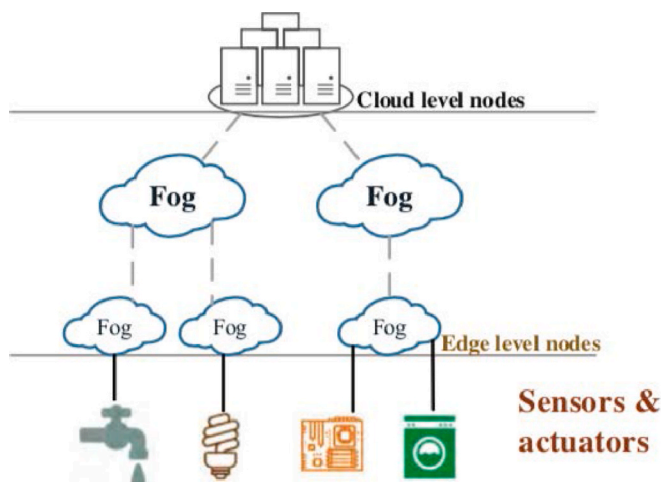 Cloud level nodes
Fog
Fog
Fog
Fog
Fog
Edge level nodes
Sensors &
actuators